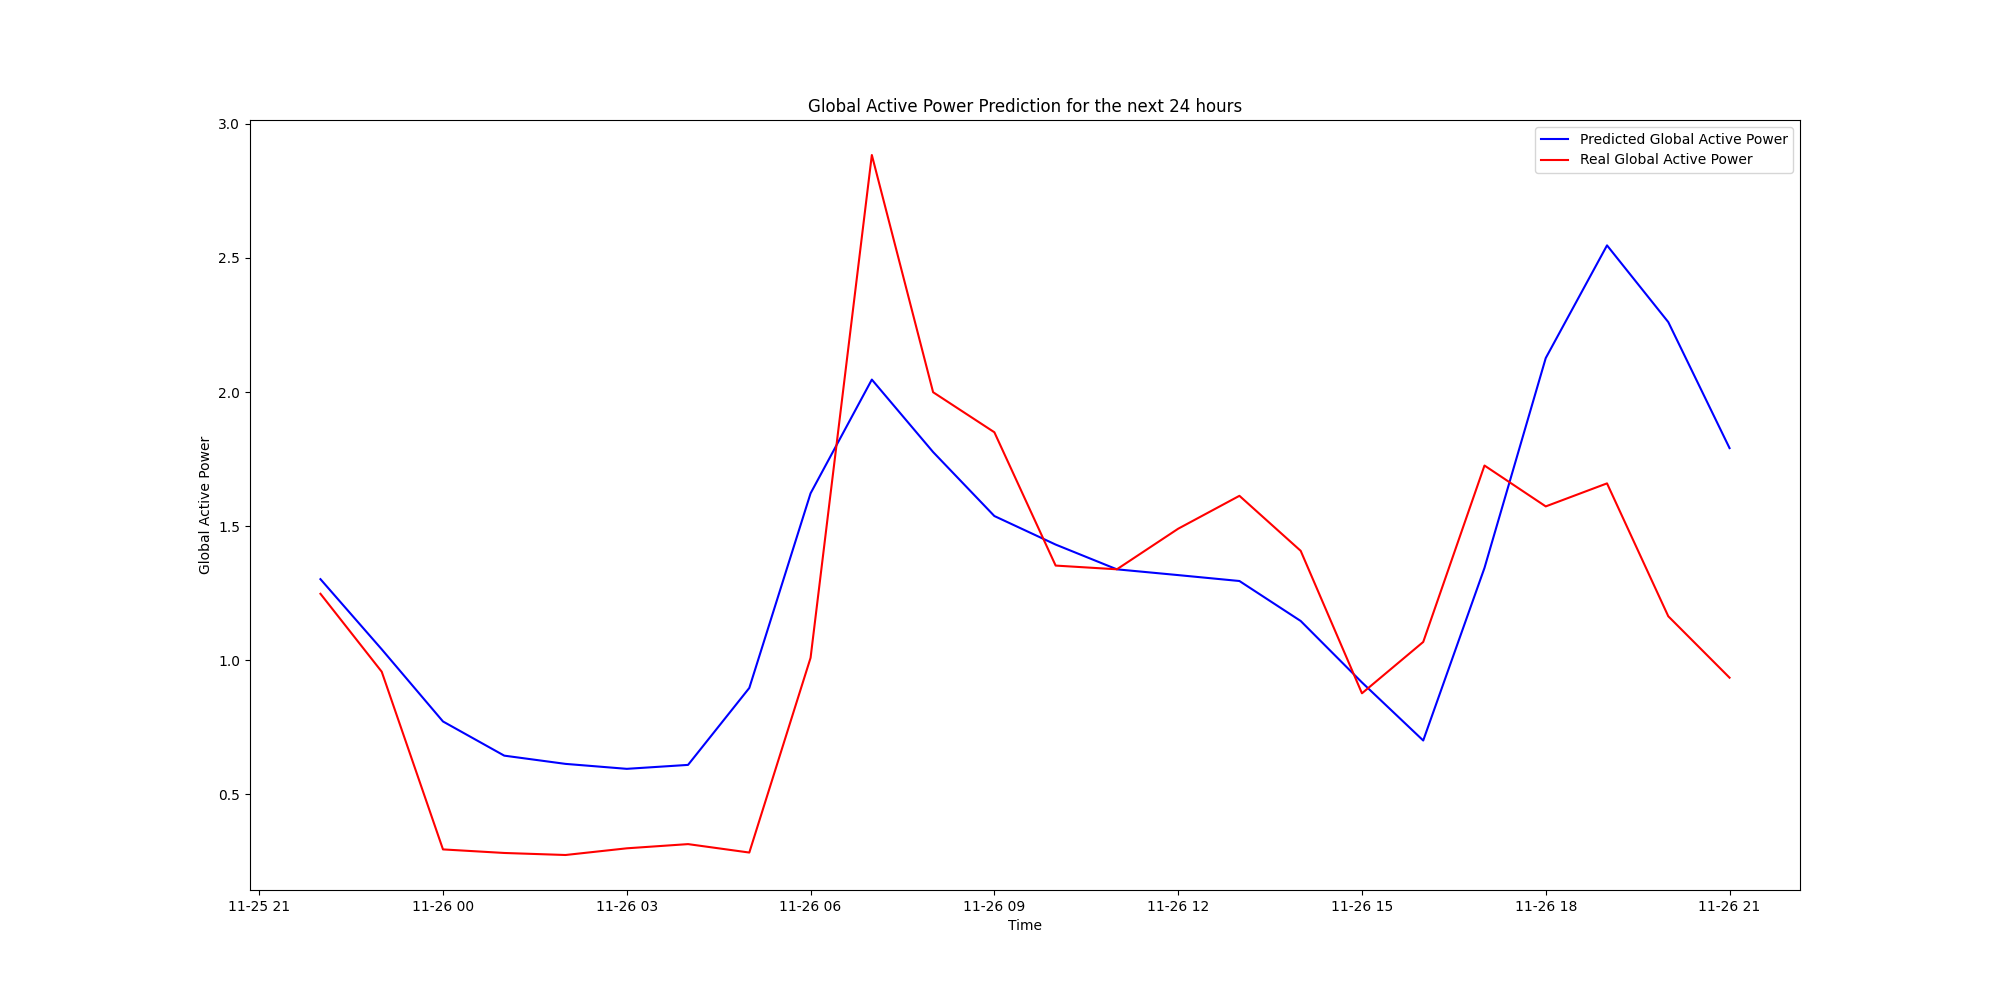 Global Active Power Prediction for the next 24 hours
Predicted Global Active Power
Real Global Active Power
Global Active Power
3.0
2.5
2.0
1.5
1.0
0.5
11-25 21 11-26 00 11-26 03 11-26 06 11-26 09 11-26 12 11-26 15 11-26 18 11-26 21
Time